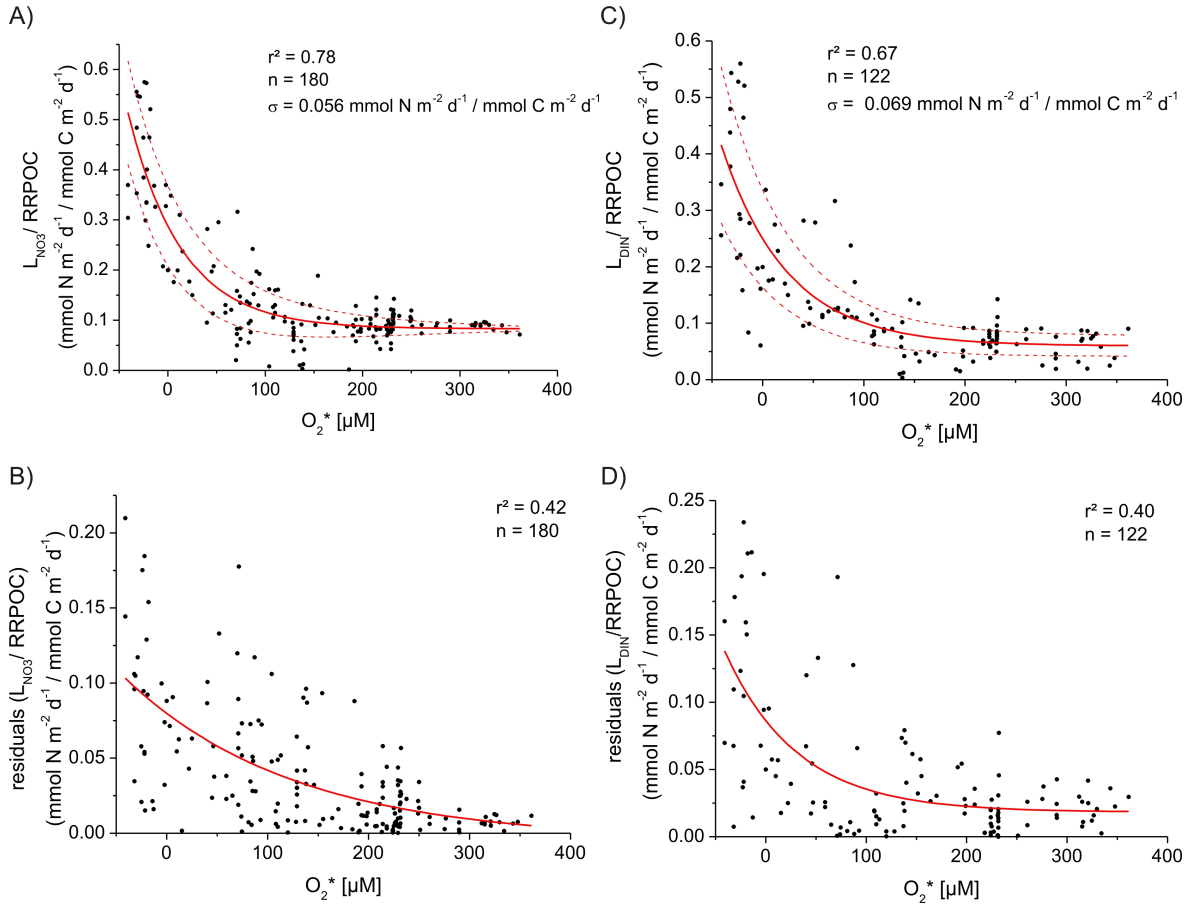 A)
r² = 0.78
n = 180
σ = 0.056 mmol N m⁻² d⁻¹ / mmol C m⁻² d⁻¹
L_NO3/ RRPOC
(mmol N m⁻² d⁻¹ / mmol C m⁻² d⁻¹)
0.6
0.5
0.4
0.3
0.2
0.1
0.0
0 100 200 300 400
O₂* [µM]
C)
r² = 0.67
n = 122
σ = 0.069 mmol N m⁻² d⁻¹ / mmol C m⁻² d⁻¹
L_DIN/ RRPOC
(mmol N m⁻² d⁻¹ / mmol C m⁻² d⁻¹)
0.6
0.5
0.4
0.3
0.2
0.1
0.0
0 100 200 300 400
O₂* [µM]
B)
r² = 0.42
n = 180
residuals (L_NO3/ RRPOC)
(mmol N m⁻² d⁻¹ / mmol C m⁻² d⁻¹)
0.20
0.15
0.10
0.05
0.00
0 100 200 300 400
O₂* [µM]
D)
r² = 0.40
n = 122
residuals (L_DIN/RRPOC)
(mmol N m⁻² d⁻¹ / mmol C m⁻² d⁻¹)
0.25
0.20
0.15
0.10
0.05
0.00
0 100 200 300 400
O₂* [µM]